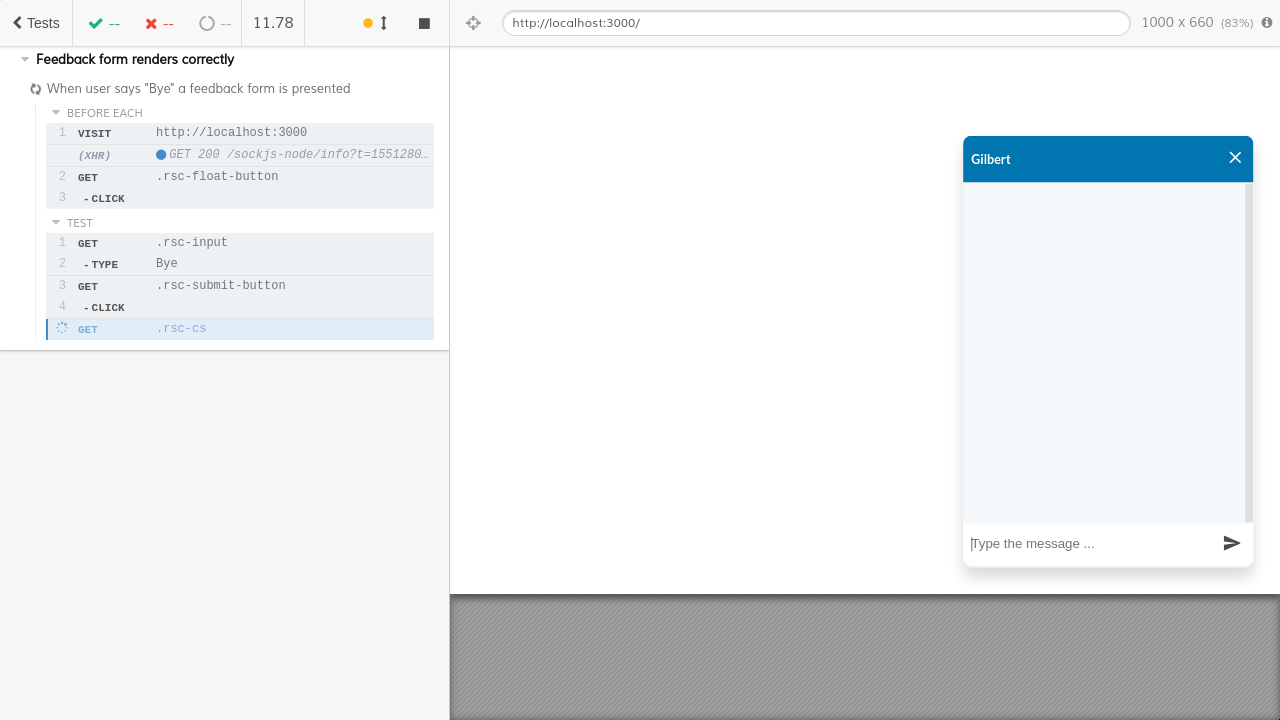 Tests -- -- -- 11.78
http://localhost:3000/ 1000 x 660 (83%)
Feedback form renders correctly
When user says "Bye" a feedback form is presented
BEFORE EACH
1 VISIT http://localhost:3000
(XHR) GET 200 /sockjs-node/info?t=1551280…
2 GET .rsc-float-button
3 - CLICK
TEST
1 GET .rsc-input
2 - TYPE Bye
3 GET .rsc-submit-button
4 - CLICK
GET .rsc-cs
Gilbert
Type the message ...